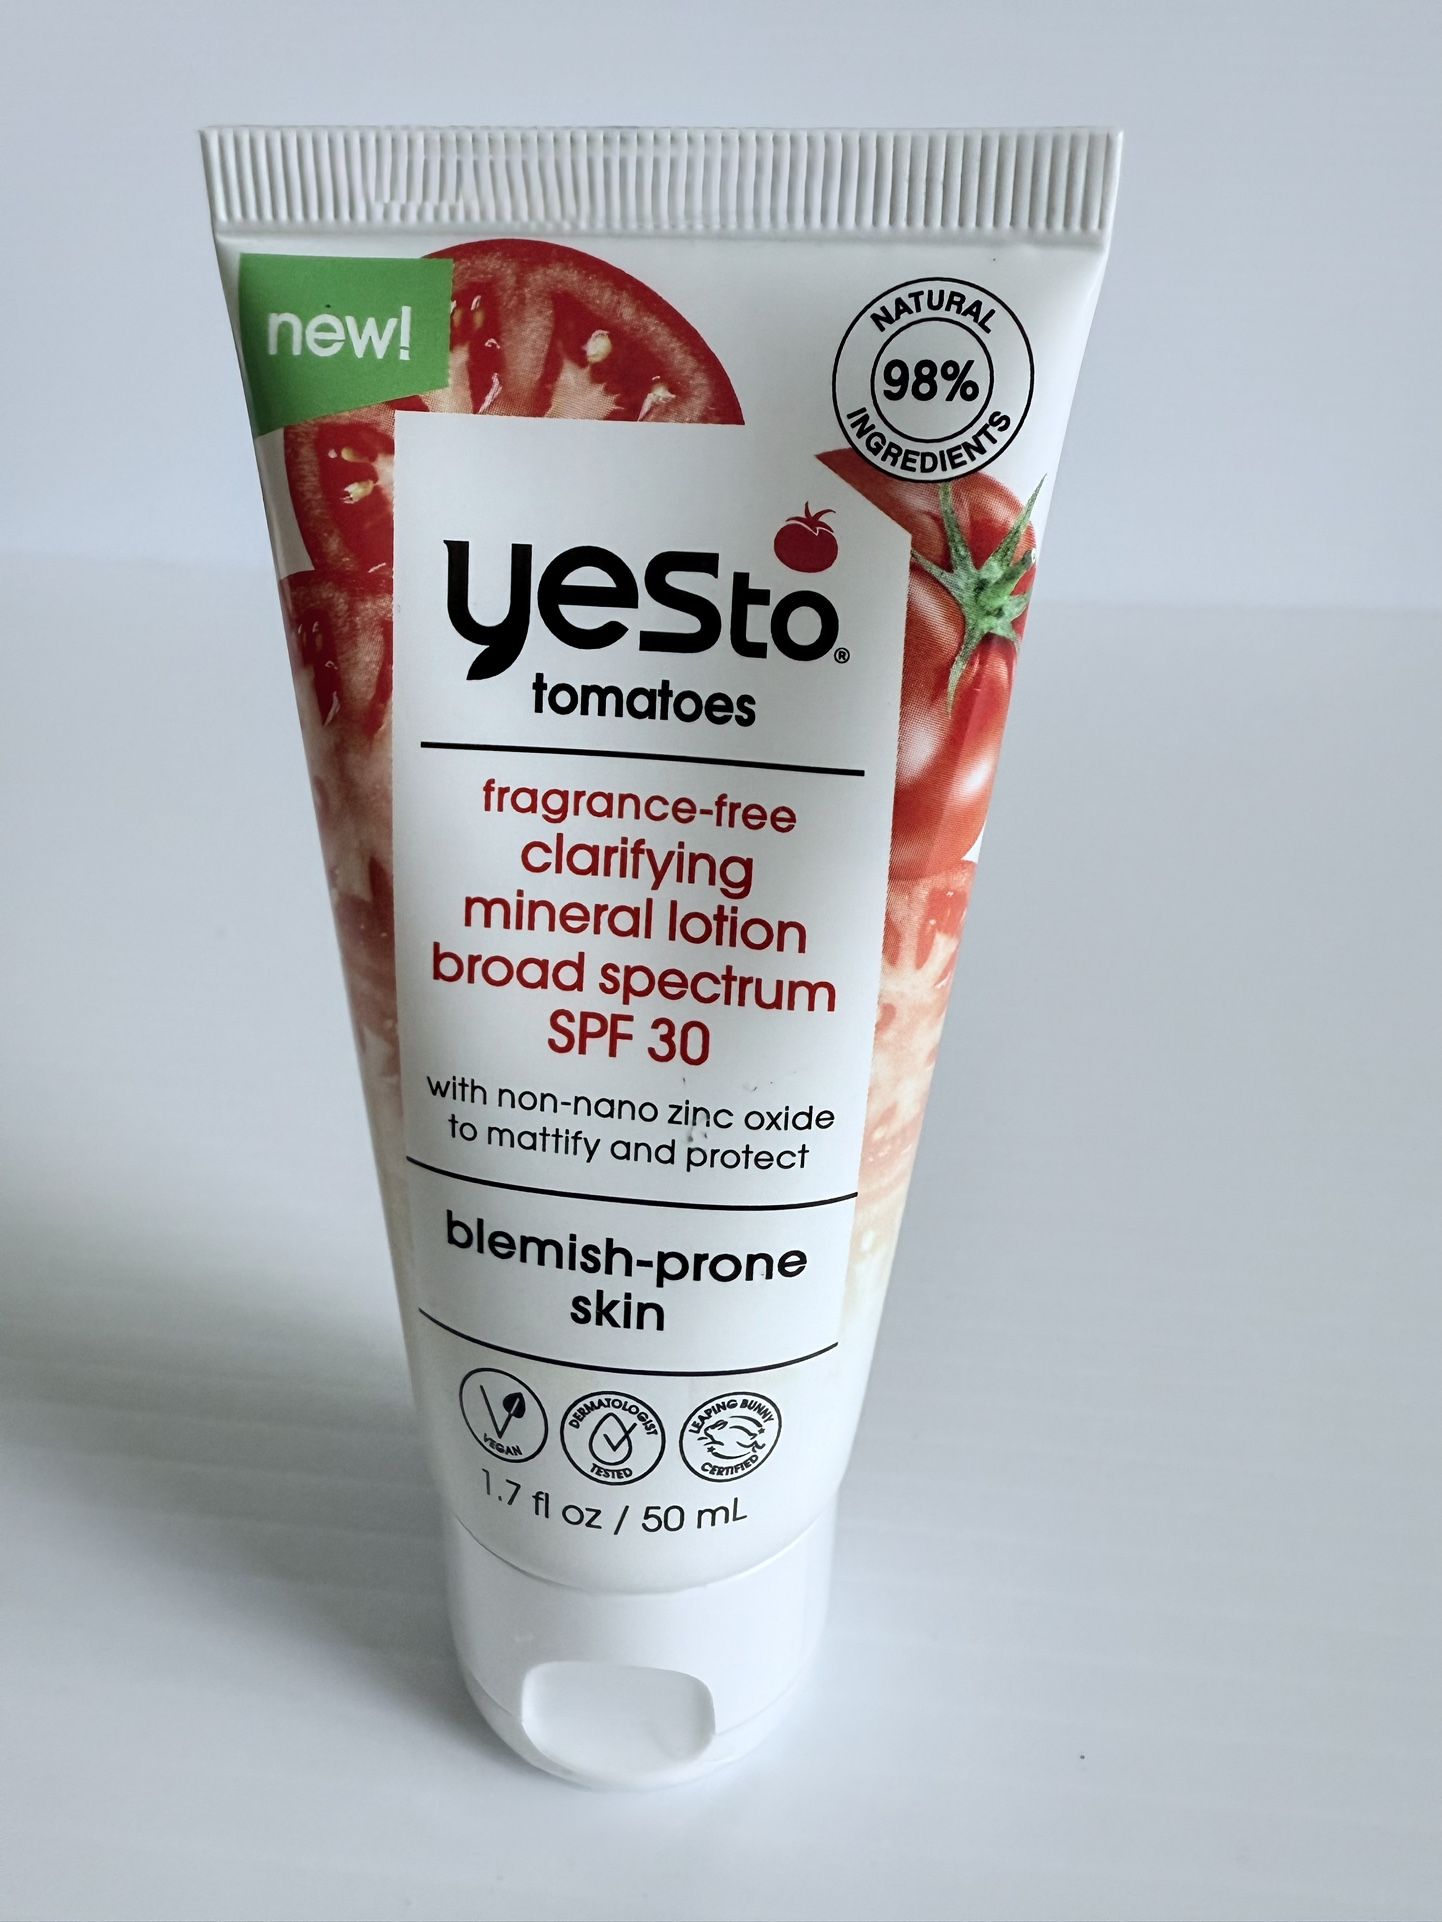 new!
NATURAL
98%
INGREDIENTS
yes to®
tomatoes
fragrance-free
clarifying
mineral lotion
broad spectrum
SPF 30
with non-nano zinc oxide
to mattify and protect
blemish-prone
skin
VEGAN
DERMATOLOGIST
TESTED
LEAPING BUNNY
CERTIFIED
1.7 fl oz / 50 mL